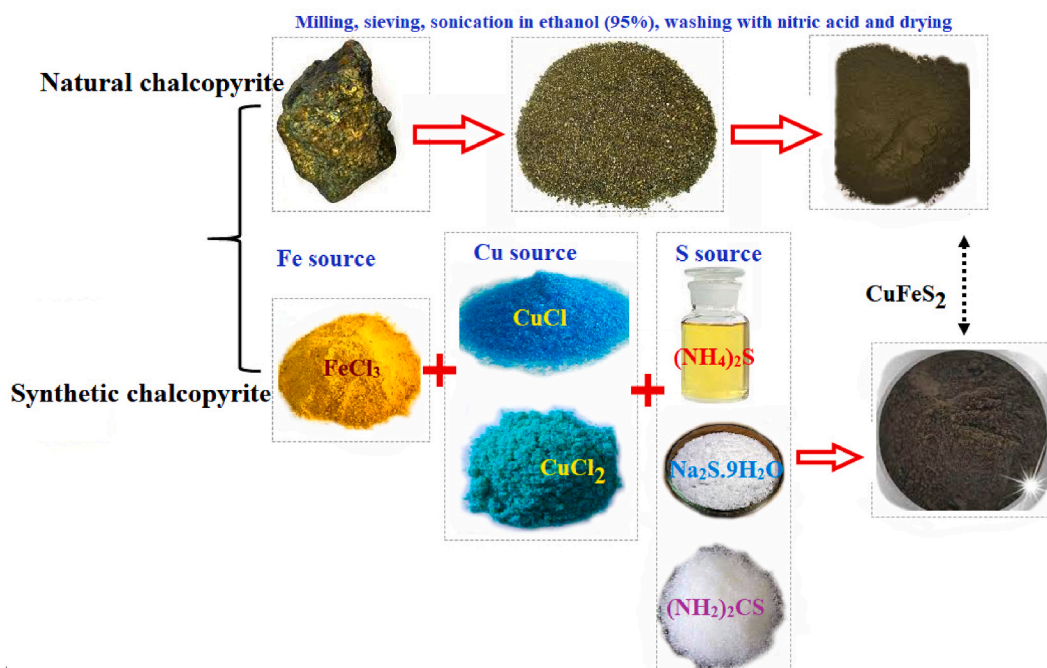 Milling, sieving, sonication in ethanol (95%), washing with nitric acid and drying
Natural chalcopyrite
Fe source
Cu source
S source
CuCl
(NH₄)₂S
CuFeS₂
FeCl₃
Synthetic chalcopyrite
CuCl₂
Na₂S.9H₂O
(NH₂)₂CS